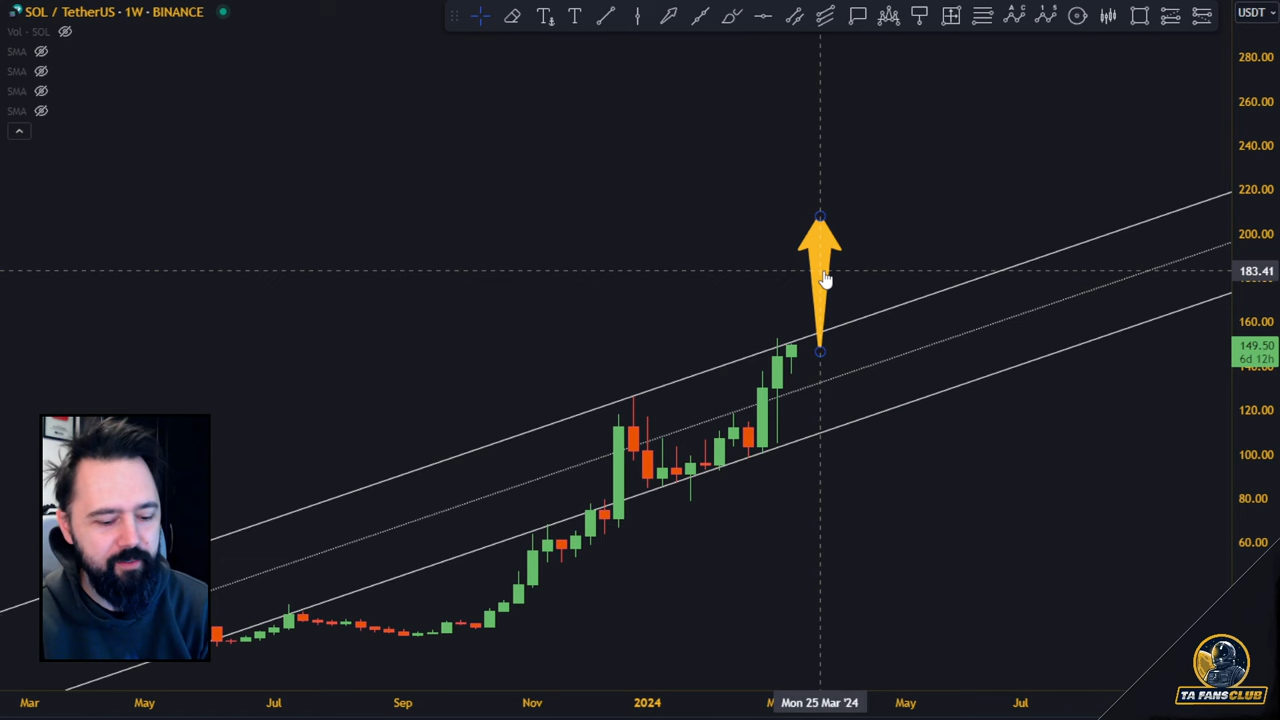 SOL / TetherUS · 1W · BINANCE
USDT
Vol · SOL
SMA
SMA
SMA
SMA
280.00
260.00
240.00
220.00
200.00
183.41
160.00
149.50
6d 12h
120.00
100.00
80.00
60.00
Mar
May
Jul
Sep
Nov
2024
Mon 25 Mar '24
May
Jul
TA FANSCLUB